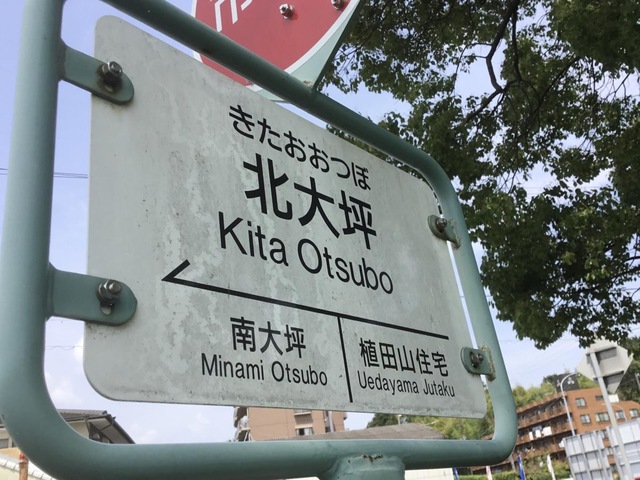 きたおおつぼ
北大坪
Kita Otsubo
南大坪
Minami Otsubo
植田山住宅
Uedayama Jutaku